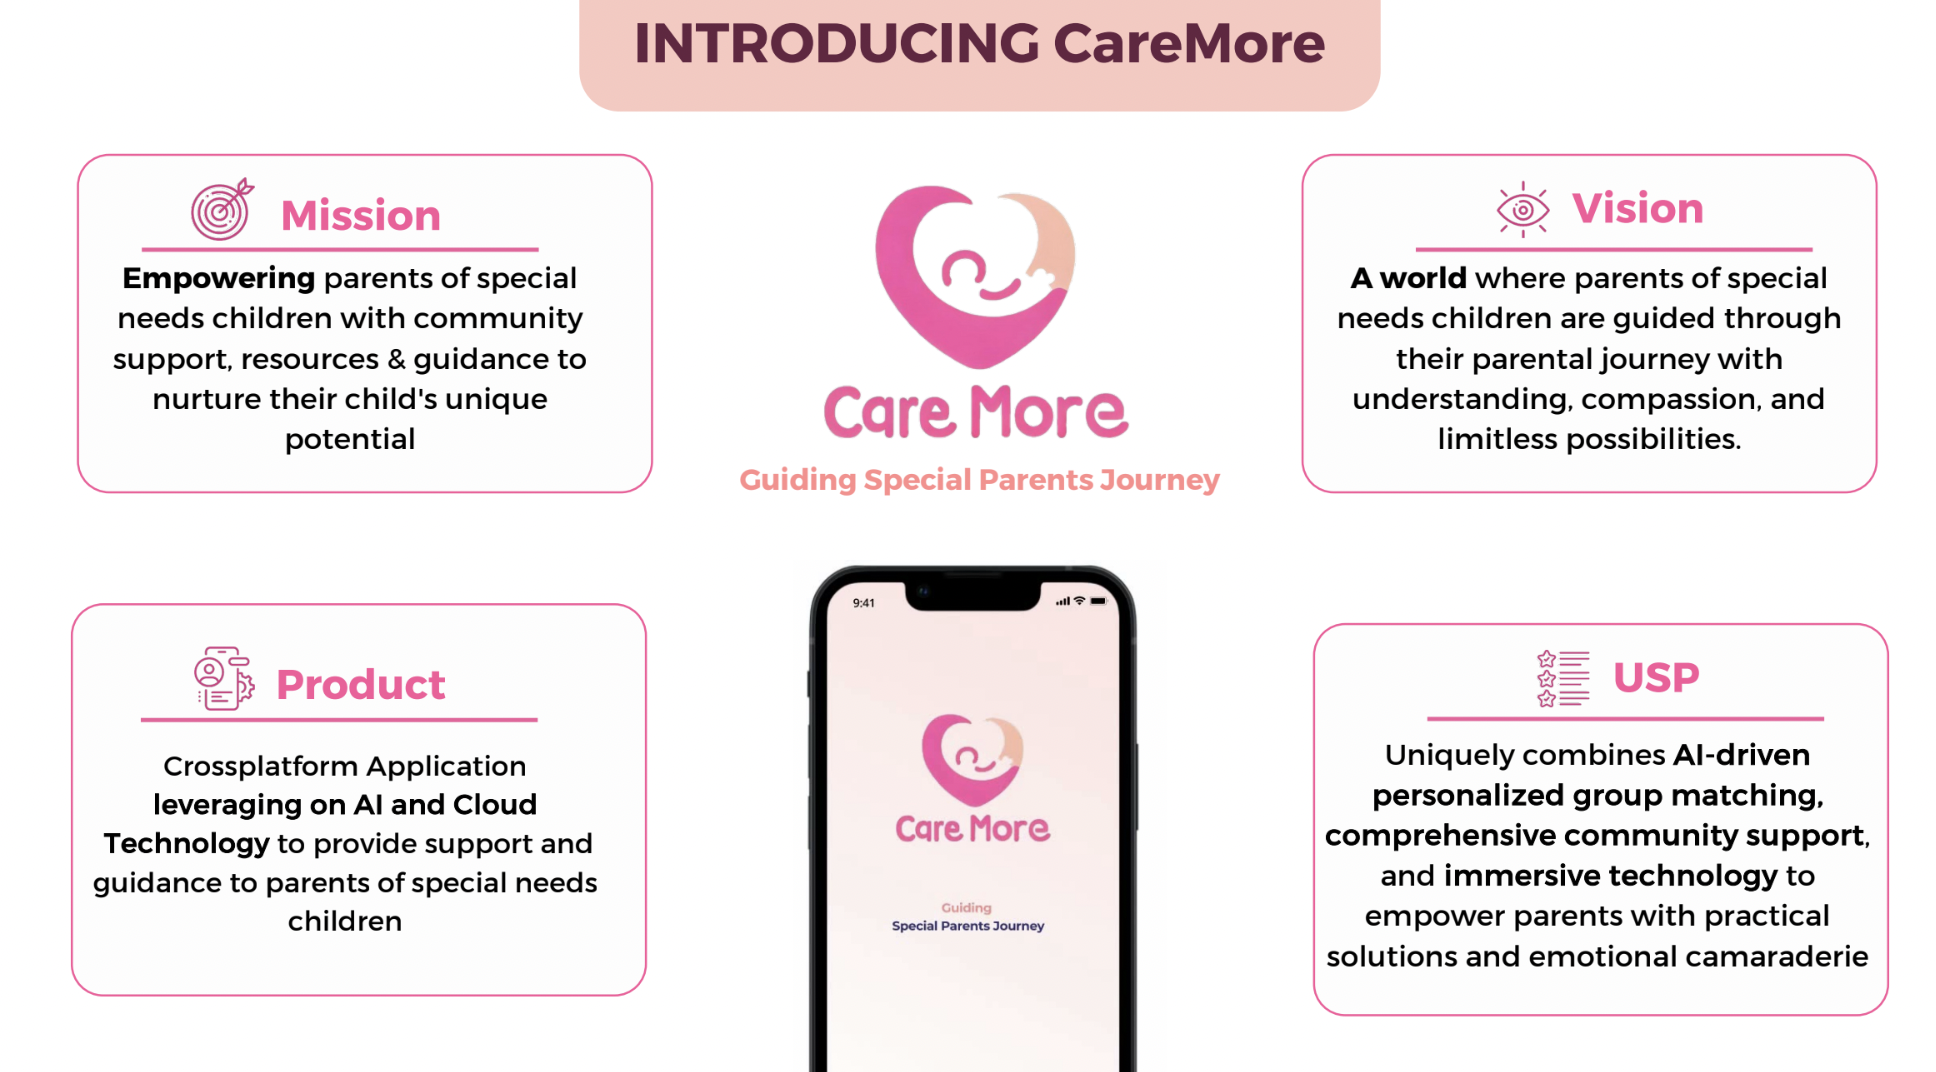 INTRODUCING CareMore
Mission
Empowering parents of special
needs children with community
support, resources & guidance to
nurture their child's unique
potential
Care More
Guiding Special Parents Journey
Vision
A world where parents of special
needs children are guided through
their parental journey with
understanding, compassion, and
limitless possibilities.
Product
Crossplatform Application
leveraging on AI and Cloud
Technology to provide support and
guidance to parents of special needs
children
9:41
Care More
Guiding
Special Parents Journey
USP
Uniquely combines AI-driven
personalized group matching,
comprehensive community support,
and immersive technology to
empower parents with practical
solutions and emotional camaraderie